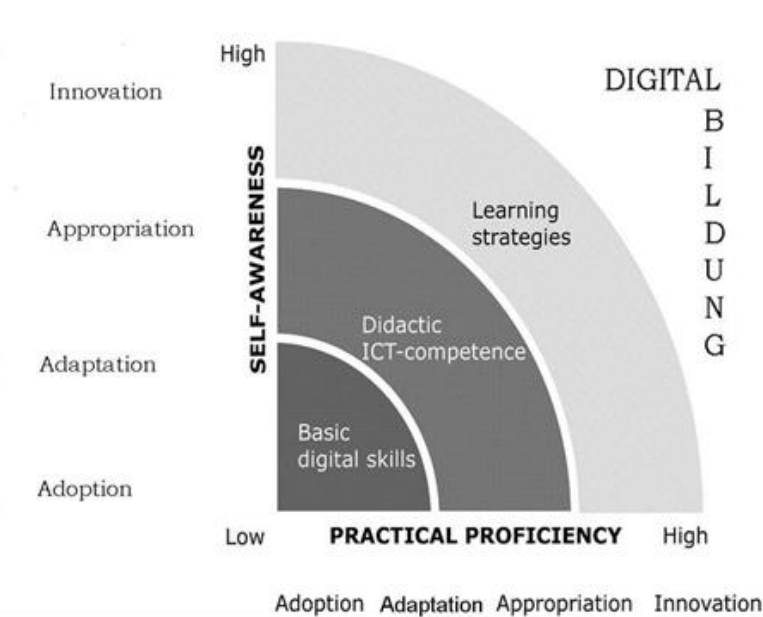 High
DIGITAL
B
I
L
D
U
N
G
Innovation
Appropriation
Adaptation
Adoption
SELF-AWARENESS
Learning
strategies
Didactic
ICT-competence
Basic
digital skills
Low
PRACTICAL PROFICIENCY
High
Adoption Adaptation Appropriation Innovation